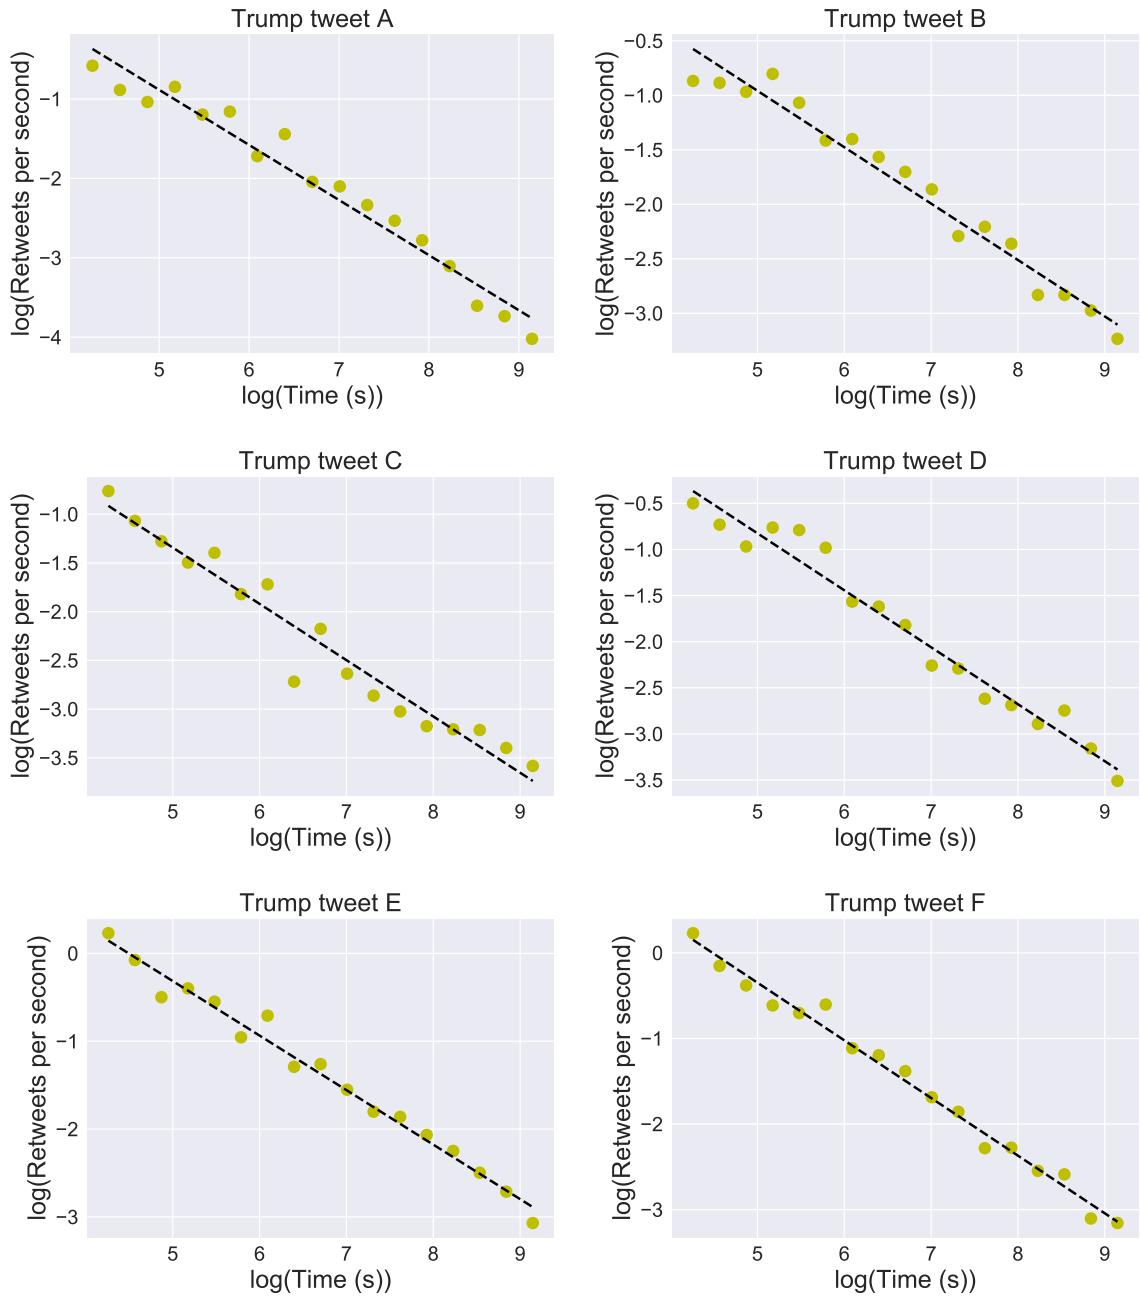 Trump tweet A
log(Retweets per second)
−1
−2
−3
−4
5 6 7 8 9
log(Time (s))
Trump tweet B
log(Retweets per second)
−0.5
−1.0
−1.5
−2.0
−2.5
−3.0
5 6 7 8 9
log(Time (s))
Trump tweet C
log(Retweets per second)
−1.0
−1.5
−2.0
−2.5
−3.0
−3.5
5 6 7 8 9
log(Time (s))
Trump tweet D
log(Retweets per second)
−0.5
−1.0
−1.5
−2.0
−2.5
−3.0
−3.5
5 6 7 8 9
log(Time (s))
Trump tweet E
log(Retweets per second)
0
−1
−2
−3
5 6 7 8 9
log(Time (s))
Trump tweet F
log(Retweets per second)
0
−1
−2
−3
5 6 7 8 9
log(Time (s))